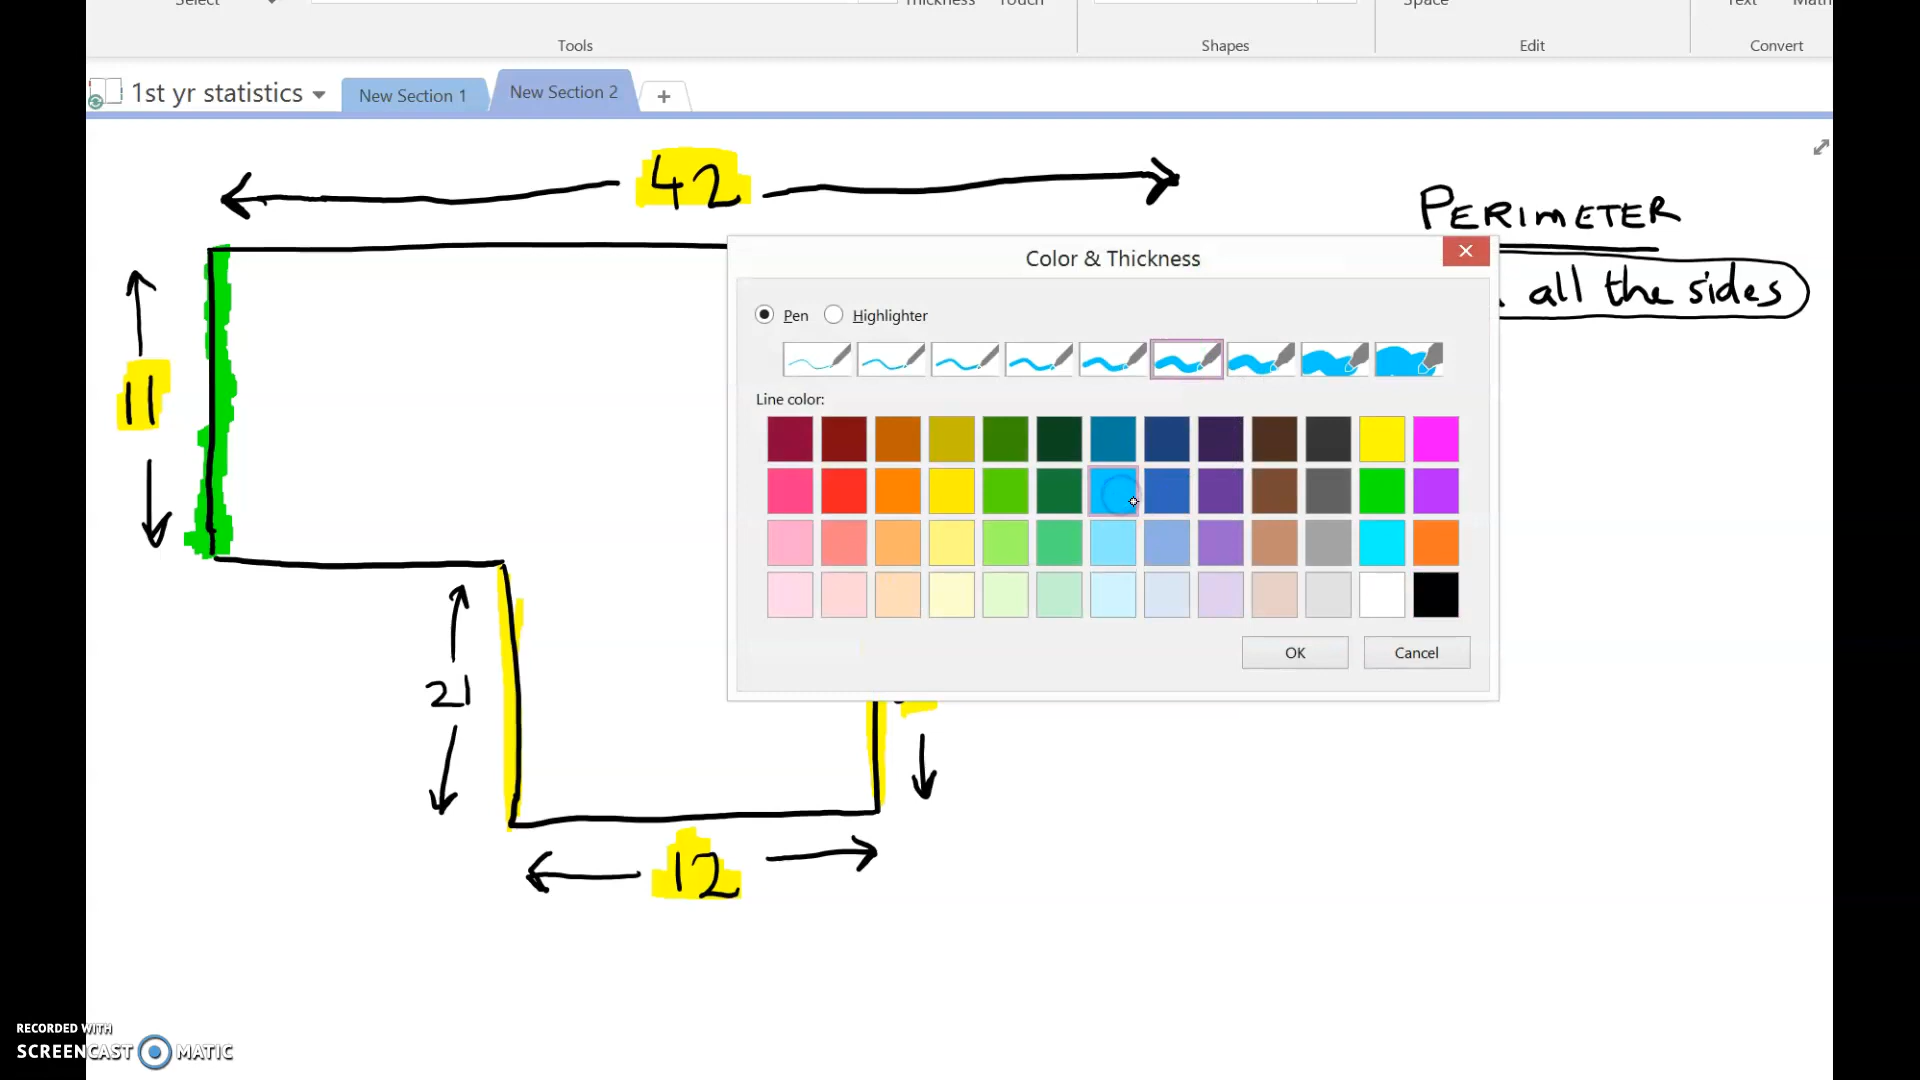 Tools
Shapes
Edit
Convert
1st yr statistics
New Section 1
New Section 2
+
42
PERIMETER
all the sides
11
Color & Thickness
Pen
Highlighter
Line color:
OK
Cancel
21
12
RECORDED WITH
SCREENCAST MATIC